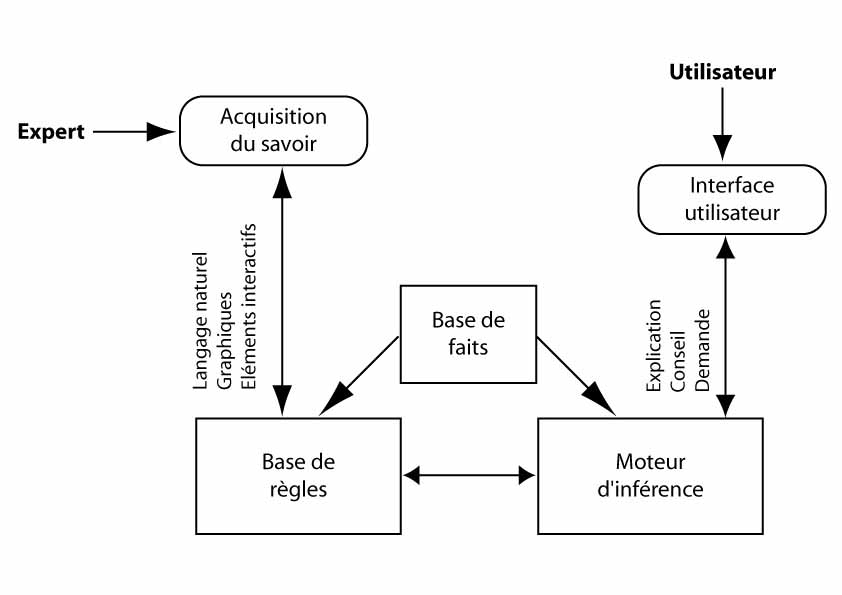 Utilisateur
Expert
Acquisition
du savoir
Interface
utilisateur
Langage naturel
Graphiques
Eléments interactifs
Base de
faits
Explication
Conseil
Demande
Base de
règles
Moteur
d'inférence